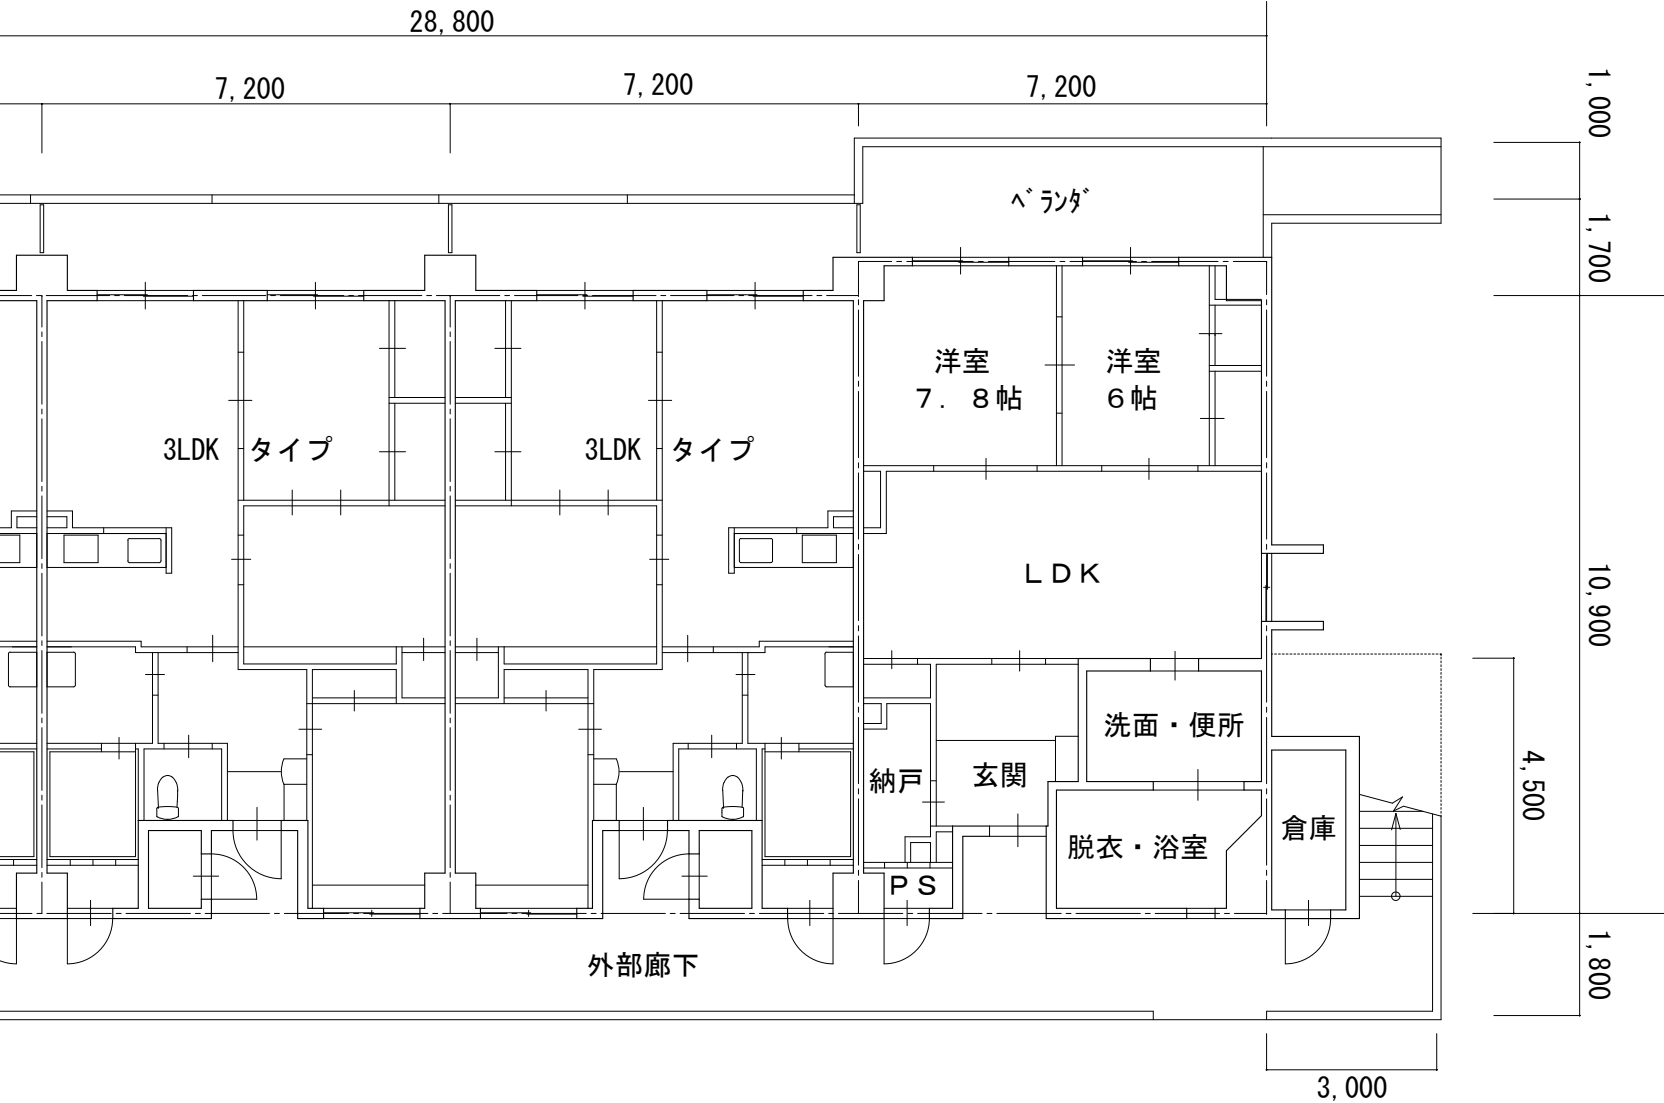 28,800
7,200
7,200
7,200
1,000
ベランダ
1,700
洋室
7．8帖
洋室
6帖
3LDK タイプ
3LDK タイプ
LDK
10,900
洗面・便所
納戸
玄関
4,500
倉庫
脱衣・浴室
PS
外部廊下
1,800
3,000